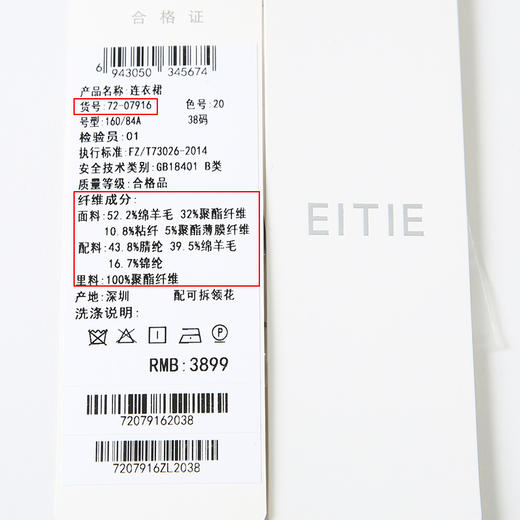 合格证
6 943050 345674
产品名称:连衣裙
货号:72-07916 色号:20
号型:160/84A 38码
检验员:01
执行标准:FZ/T73026-2014
安全技术类别:GB18401 B类
质量等级:合格品
纤维成分:
面料:52.2%绵羊毛 32%聚酯纤维
10.8%粘纤 5%聚酯薄膜纤维
配料:43.8%腈纶 39.5%绵羊毛
16.7%锦纶
里料:100%聚酯纤维
产地:深圳 配可拆领花
洗涤说明:
P
RMB:3899
72079162038
7207916ZL2038
EITIE